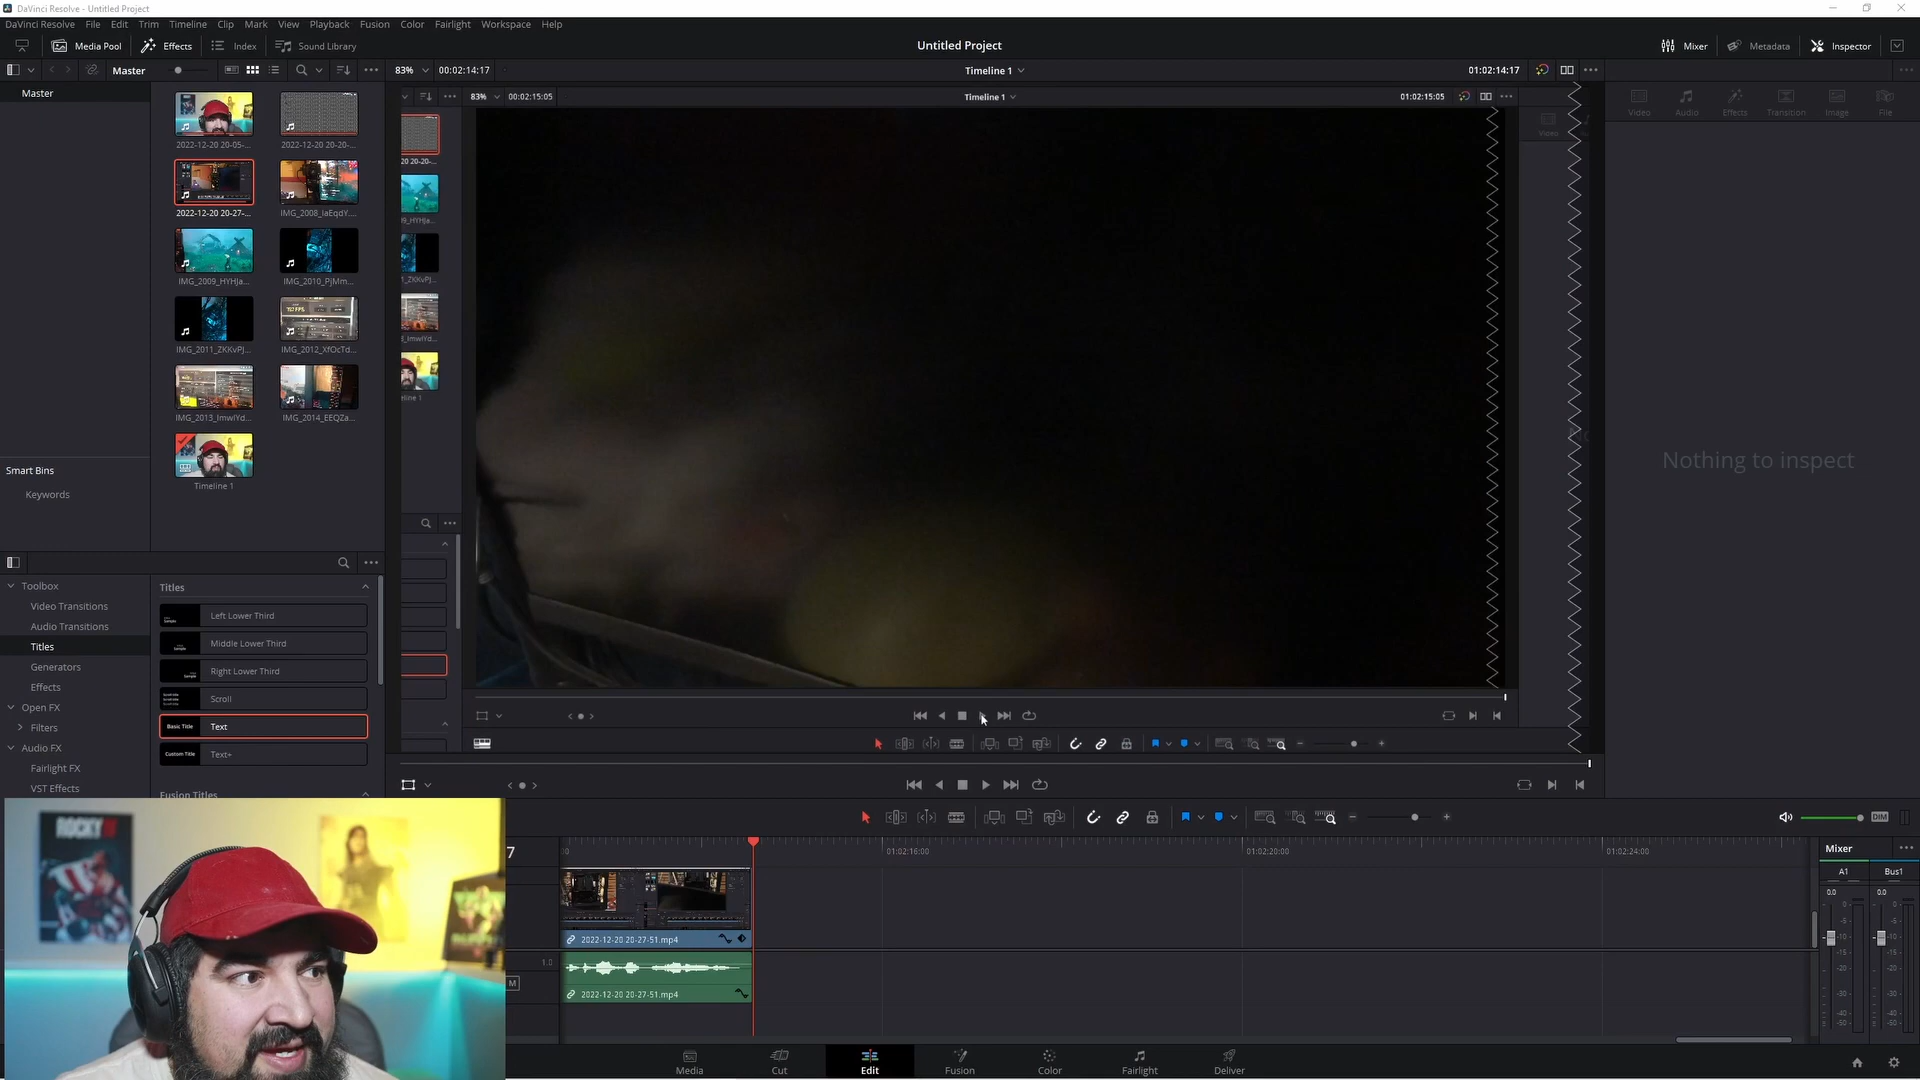 DaVinci Resolve - Untitled Project
DaVinci Resolve File Edit Trim Timeline Clip Mark View Playback Fusion Color Fairlight Workspace Help
Media Pool Effects Index Sound Library Untitled Project Mixer Metadata Inspector
Master 83% 00:02:14:17 Timeline 1 01:02:14:17
Master
83% 00:02:15:05 Timeline 1 01:02:15:05
Video Audio Effects Transition Image File
Video
2022-12-20 20-05-... 2022-12-20 20-20-...
20 20-20-...
2022-12-20 20-27-... IMG_2008_IaEqdY...
IMG_2009_HYHJa... IMG_2010_PjMm...
IMG_2011_ZKKvPJ... IMG_2012_XfOcTd...
727 FPS
IMG_2013_ImwIYd... IMG_2014_EEQZa...
Timeline 1
eline 1
Nothing to inspect
Smart Bins
Keywords
Toolbox
Video Transitions
Audio Transitions
Titles
Generators
Effects
Open FX
Filters
Audio FX
Fairlight FX
VST Effects
Titles
Left Lower Third
Middle Lower Third
Right Lower Third
Scroll
Basic Title Text
Custom Title Text+
Fusion Titles
DIM
ROCKY
7
01:02:16:00 01:02:20:00 01:02:24:00
2022-12-20 20-27-51.mp4
1.0
M
2022-12-20 20-27-51.mp4
Mixer
A1 Bus1
0.0 0.0
Media Cut Edit Fusion Color Fairlight Deliver